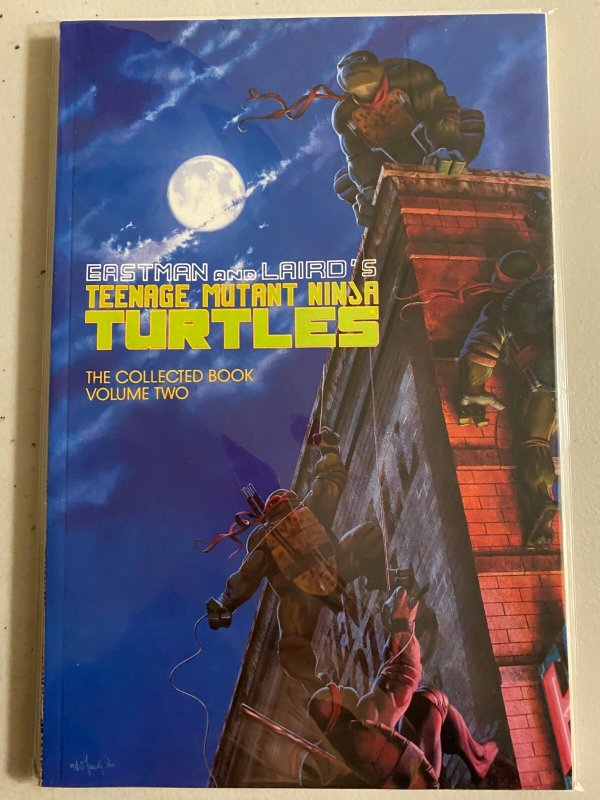 EASTMAN AND LAIRD'S
TEENAGE MUTANT NINJA
TURTLES
THE COLLECTED BOOK
VOLUME TWO